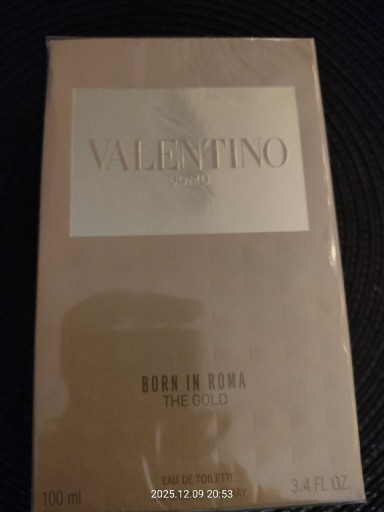 VALENTINO
UOMO
BORN IN ROMA
THE GOLD
EAU DE TOILETTE
100 ml
3.4 FL.OZ.
2025.12.09 20:53